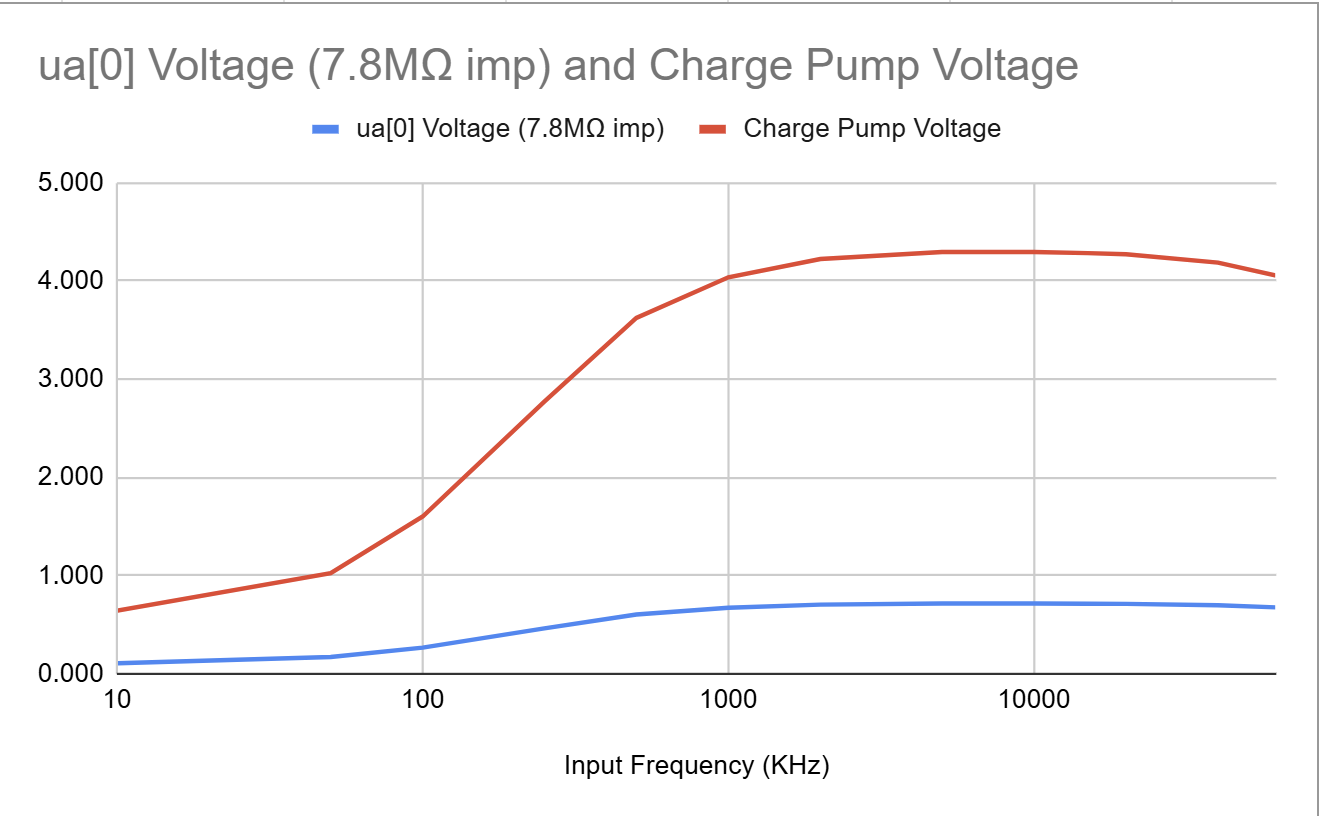 ua[0] Voltage (7.8MΩ imp) and Charge Pump Voltage
ua[0] Voltage (7.8MΩ imp) Charge Pump Voltage
5.000
4.000
3.000
2.000
1.000
0.000
10 100 1000 10000
Input Frequency (KHz)